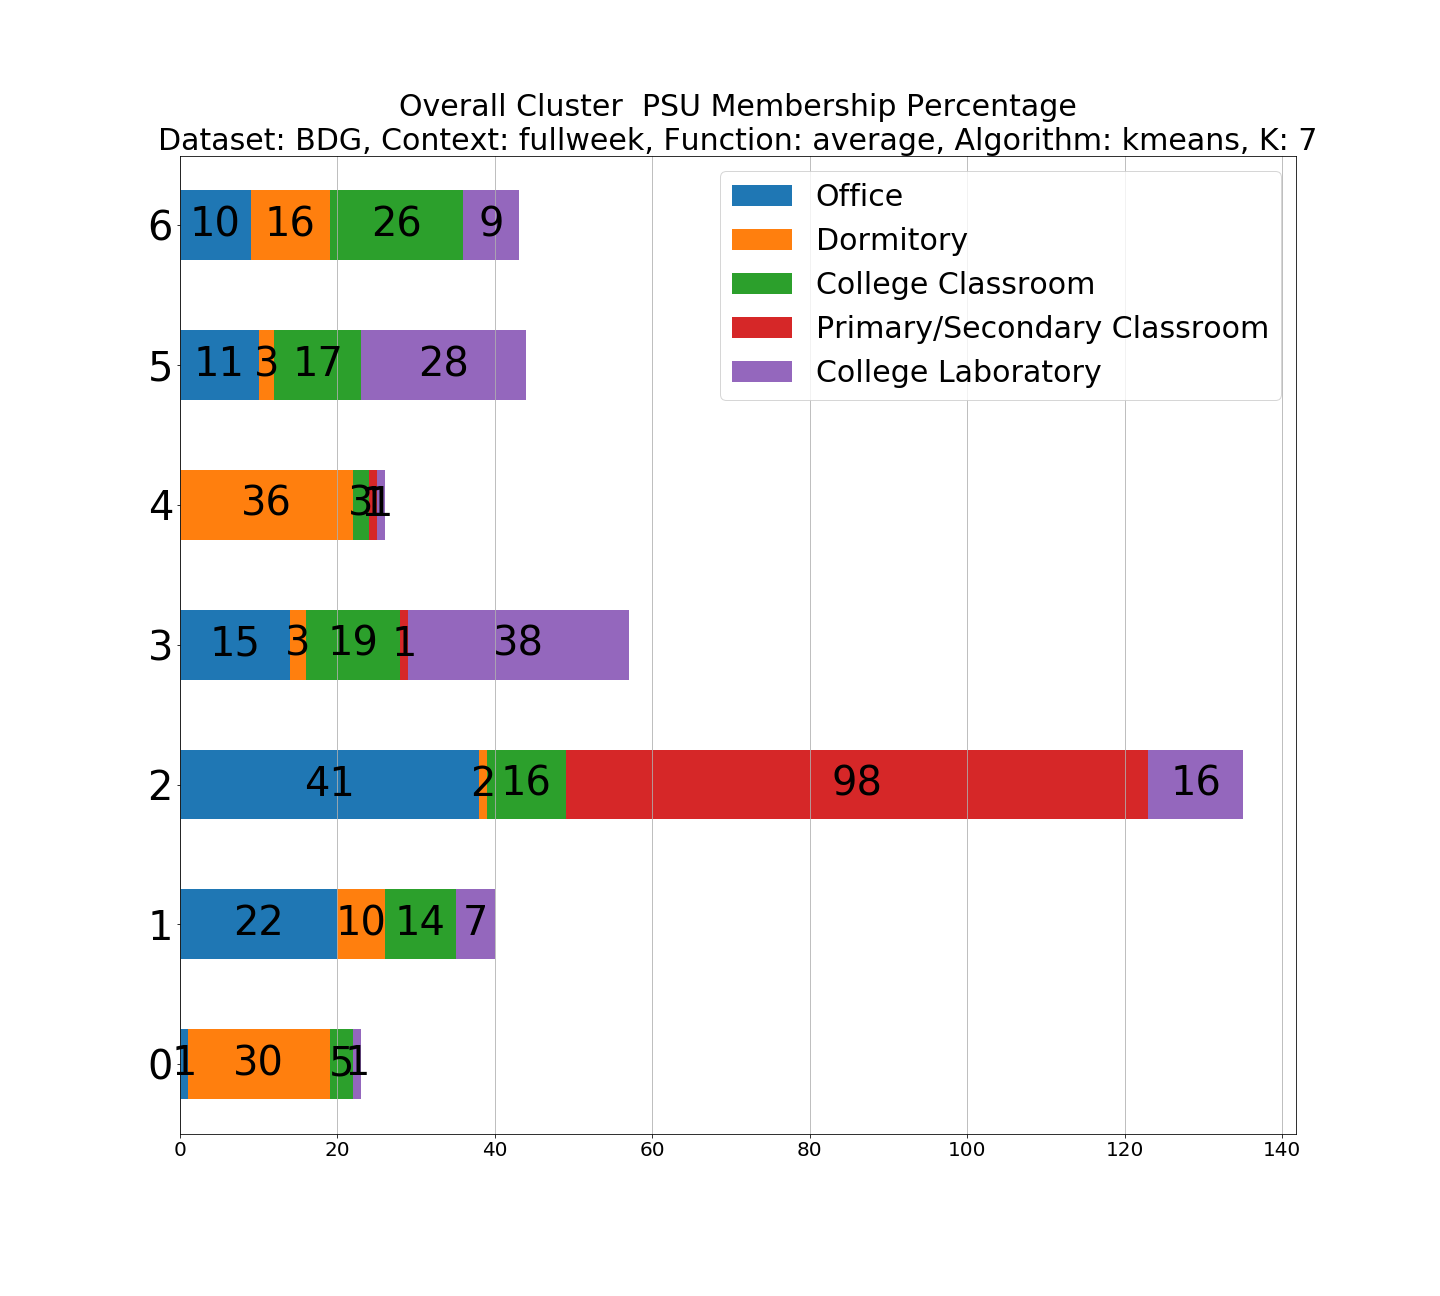 Overall Cluster  PSU Membership Percentage
Dataset: BDG, Context: fullweek, Function: average, Algorithm: kmeans, K: 7
Office
Dormitory
College Classroom
Primary/Secondary Classroom
College Laboratory
6 10 16 26 9
5 11 3 17 28
4 36 3 1 1
3 15 3 19 1 38
2 41 2 16 98 16
1 22 10 14 7
0 1 30 5 1
0 20 40 60 80 100 120 140